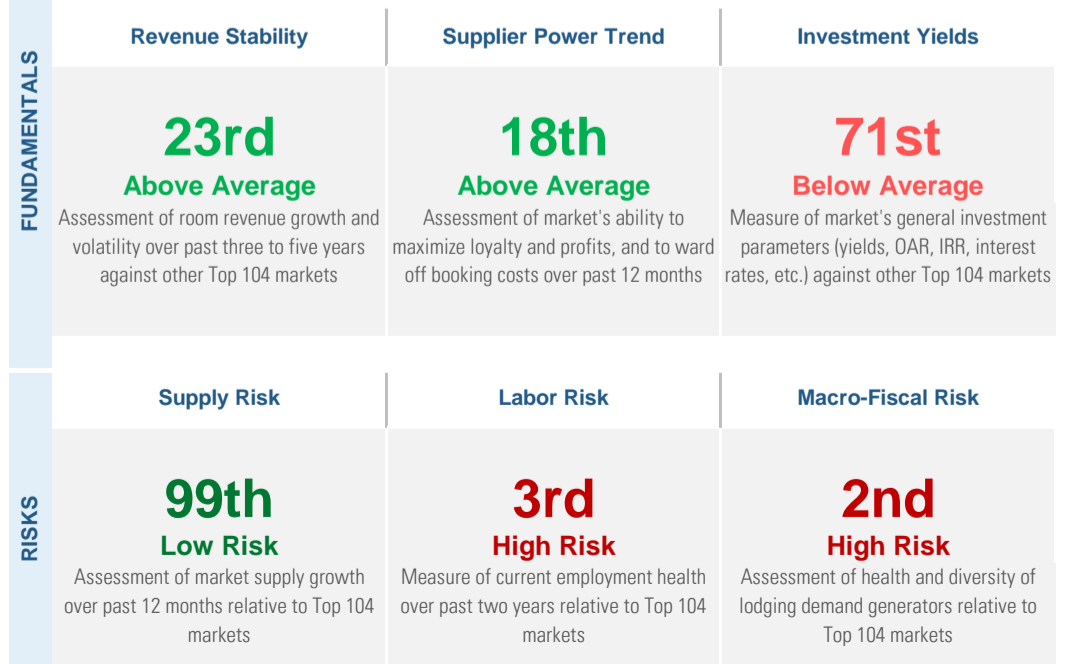 FUNDAMENTALS
Revenue Stability
23rd
Above Average
Assessment of room revenue growth and
volatility over past three to five years
against other Top 104 markets
Supplier Power Trend
18th
Above Average
Assessment of market's ability to
maximize loyalty and profits, and to ward
off booking costs over past 12 months
Investment Yields
71st
Below Average
Measure of market's general investment
parameters (yields, OAR, IRR, interest
rates, etc.) against other Top 104 markets
RISKS
Supply Risk
99th
Low Risk
Assessment of market supply growth
over past 12 months relative to Top 104
markets
Labor Risk
3rd
High Risk
Measure of current employment health
over past two years relative to Top 104
markets
Macro-Fiscal Risk
2nd
High Risk
Assessment of health and diversity of
lodging demand generators relative to
Top 104 markets